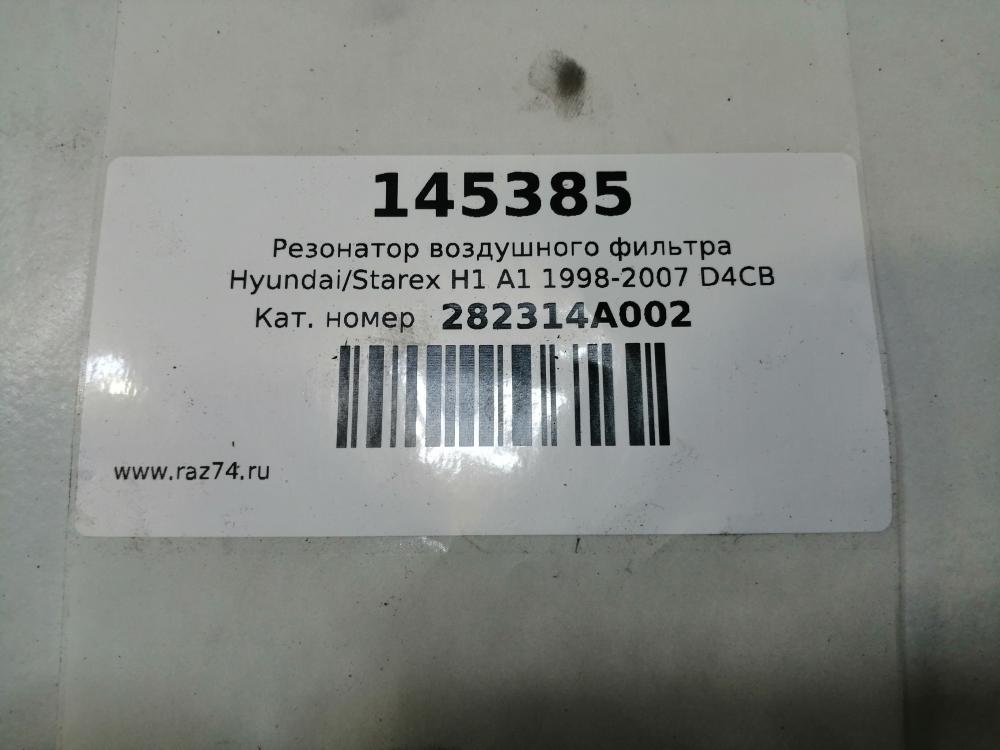 145385
Резонатор воздушного фильтра
Hyundai/Starex H1 A1 1998-2007 D4CB
Кат. номер 282314A002
www.raz74.ru